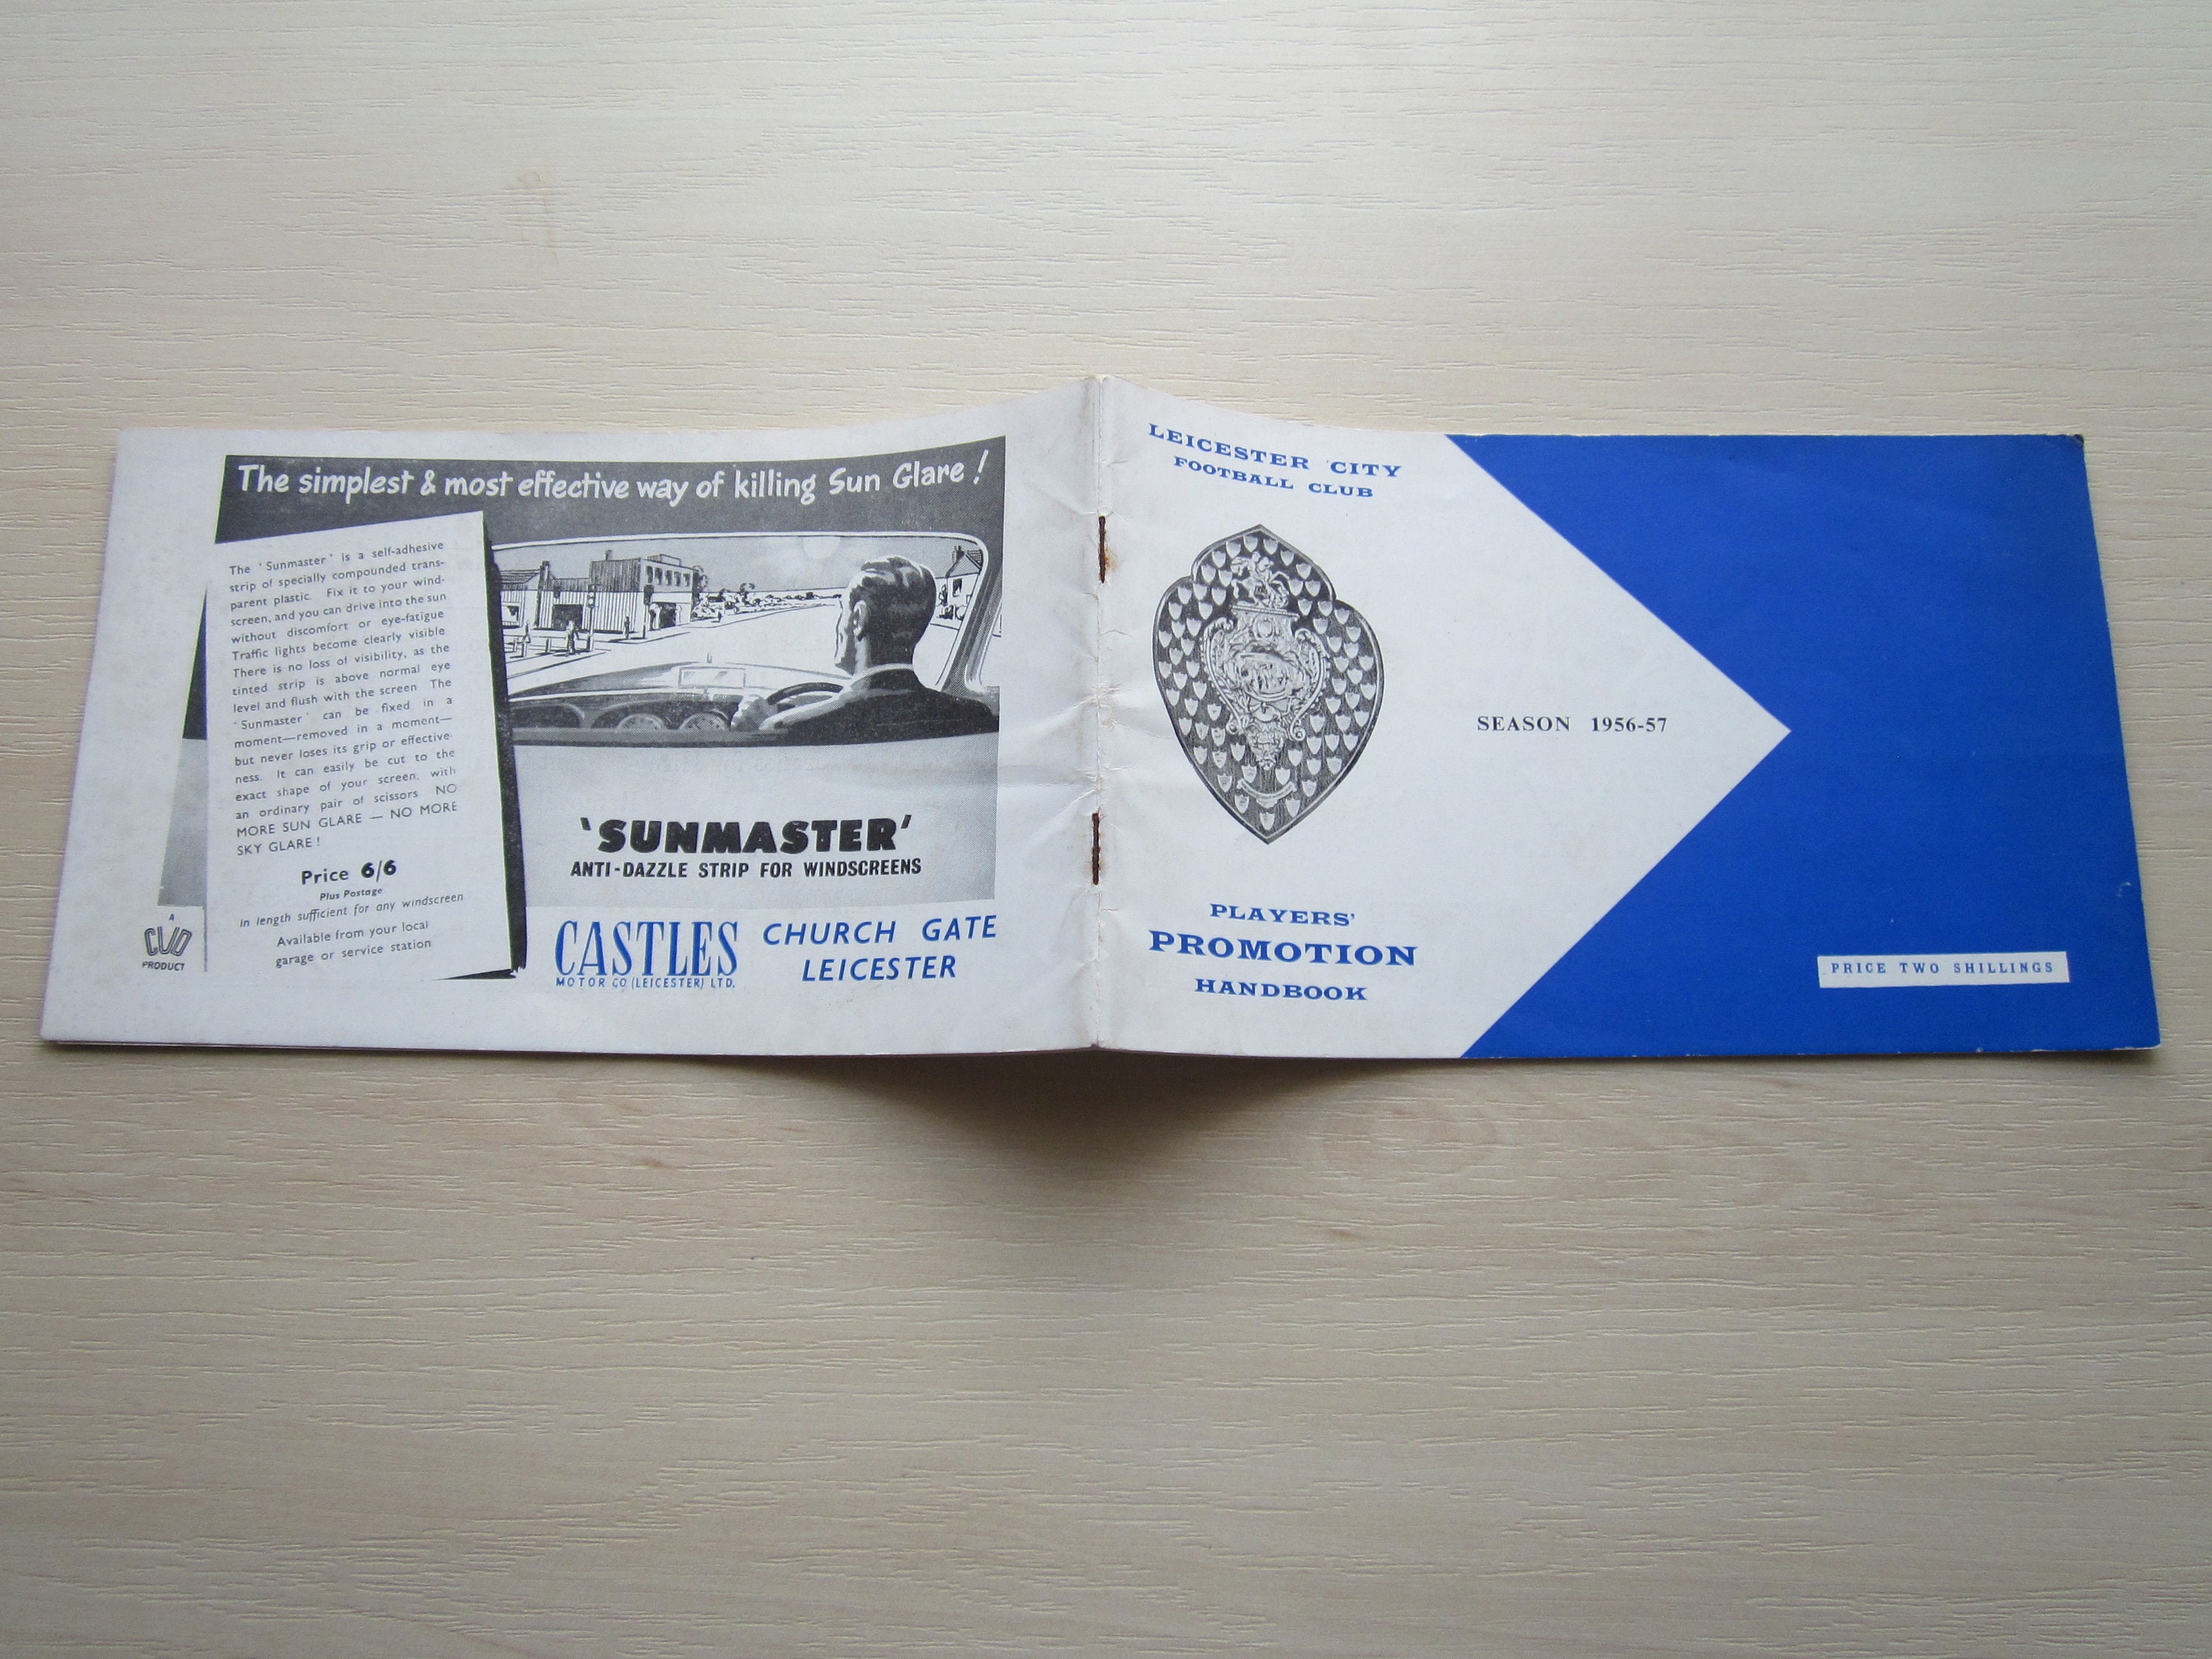 The simplest & most effective way of killing Sun Glare!
The 'Sunmaster' is a self-adhesive
strip of specially compounded trans-
parent plastic. Fix it to your wind-
screen, and you can drive into the sun
without discomfort or eye-fatigue
Traffic lights become clearly visible
There is no loss of visibility, as the
tinted strip is above normal eye
level and flush with the screen The
'Sunmaster' can be fixed in a
moment—removed in a moment—
but never loses its grip or effective-
ness. It can easily be cut to the
exact shape of your screen, with
an ordinary pair of scissors NO
MORE SUN GLARE — NO MORE
SKY GLARE!
Price 6/6
Plus Postage
in length sufficient for any windscreen
Available from your local
garage or service station
A
CUD
PRODUCT
'SUNMASTER'
ANTI-DAZZLE STRIP FOR WINDSCREENS
CASTLES
MOTOR CO (LEICESTER) LTD.
CHURCH GATE
LEICESTER
LEICESTER CITY
FOOTBALL CLUB
SEASON 1956-57
PLAYERS'
PROMOTION
HANDBOOK
PRICE TWO SHILLINGS